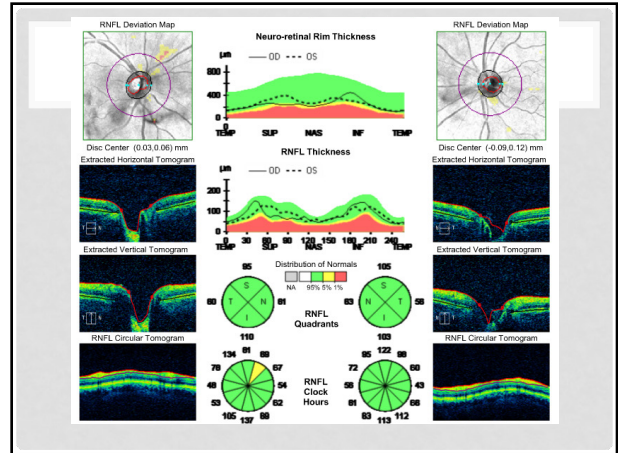 RNFL Deviation Map
Neuro-retinal Rim Thickness
RNFL Deviation Map
µm
OD
OS
800
400
0
TEMP
SUP
NAS
INF
TEMP
Disc Center (0.03,0.06) mm
Disc Center (-0.09,0.12) mm
Extracted Horizontal Tomogram
RNFL Thickness
Extracted Horizontal Tomogram
µm
OD
OS
200
100
0
0 30 60 90 120 150 180 210 240
TEMP
SUP
NAS
INF
TEMP
T N
N T
Extracted Vertical Tomogram
Distribution of Normals
Extracted Vertical Tomogram
NA 95% 5% 1%
95
105
S
T N
I
S
N T
I
60
81
63
58
110
103
RNFL
Quadrants
RNFL Circular Tomogram
RNFL Circular Tomogram
81
134 69
78 67
48 54
53 62
105 89
137
122
95 98
72 60
58 43
81 68
83 112
113
RNFL
Clock
Hours